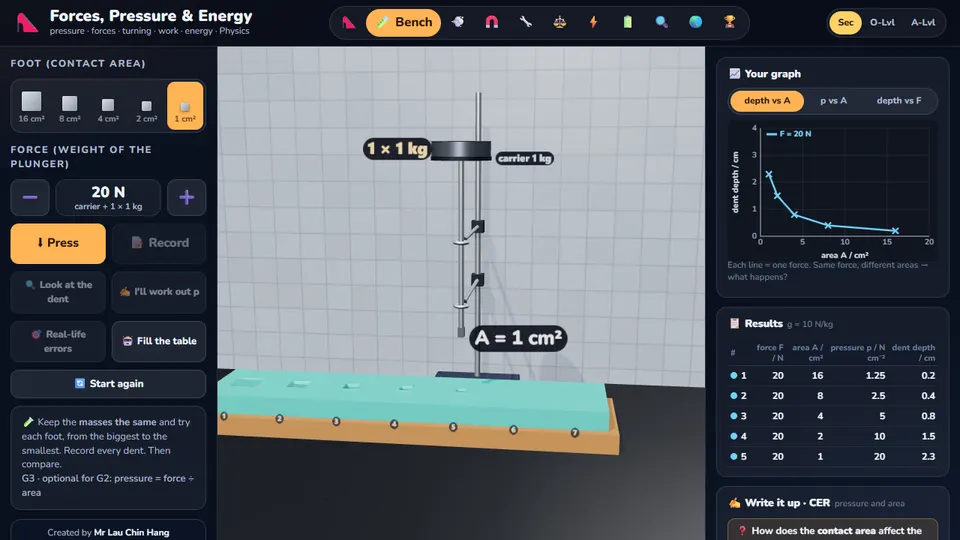 Forces, Pressure & Energy
pressure · forces · turning · work · energy · Physics
Bench
Sec
O-Lvl
A-Lvl
FOOT (CONTACT AREA)
16 cm²
8 cm²
4 cm²
2 cm²
1 cm²
FORCE (WEIGHT OF THE
PLUNGER)
20 N
carrier + 1 × 1 kg
Press
Record
Look at the
dent
I'll work out p
Real-life
errors
Fill the table
Start again
Keep the masses the same and try
each foot, from the biggest to the
smallest. Record every dent. Then
compare.
G3 · optional for G2: pressure = force ÷
area
Created by Mr Lau Chin Hang
1 × 1 kg
carrier 1 kg
A = 1 cm²
1
2
3
4
5
6
7
Your graph
depth vs A
p vs A
depth vs F
F = 20 N
4
3
2
1
0
dent depth / cm
0
5
10
15
20
area A / cm²
Each line = one force. Same force, different areas —
what happens?
Results g = 10 N/kg
# force F / N area A / cm² pressure p / N cm⁻² dent depth / cm
1 20 16 1.25 0.2
2 20 8 2.5 0.4
3 20 4 5 0.8
4 20 2 10 1.5
5 20 1 20 2.3
Write it up · CER pressure and area
How does the contact area affect the